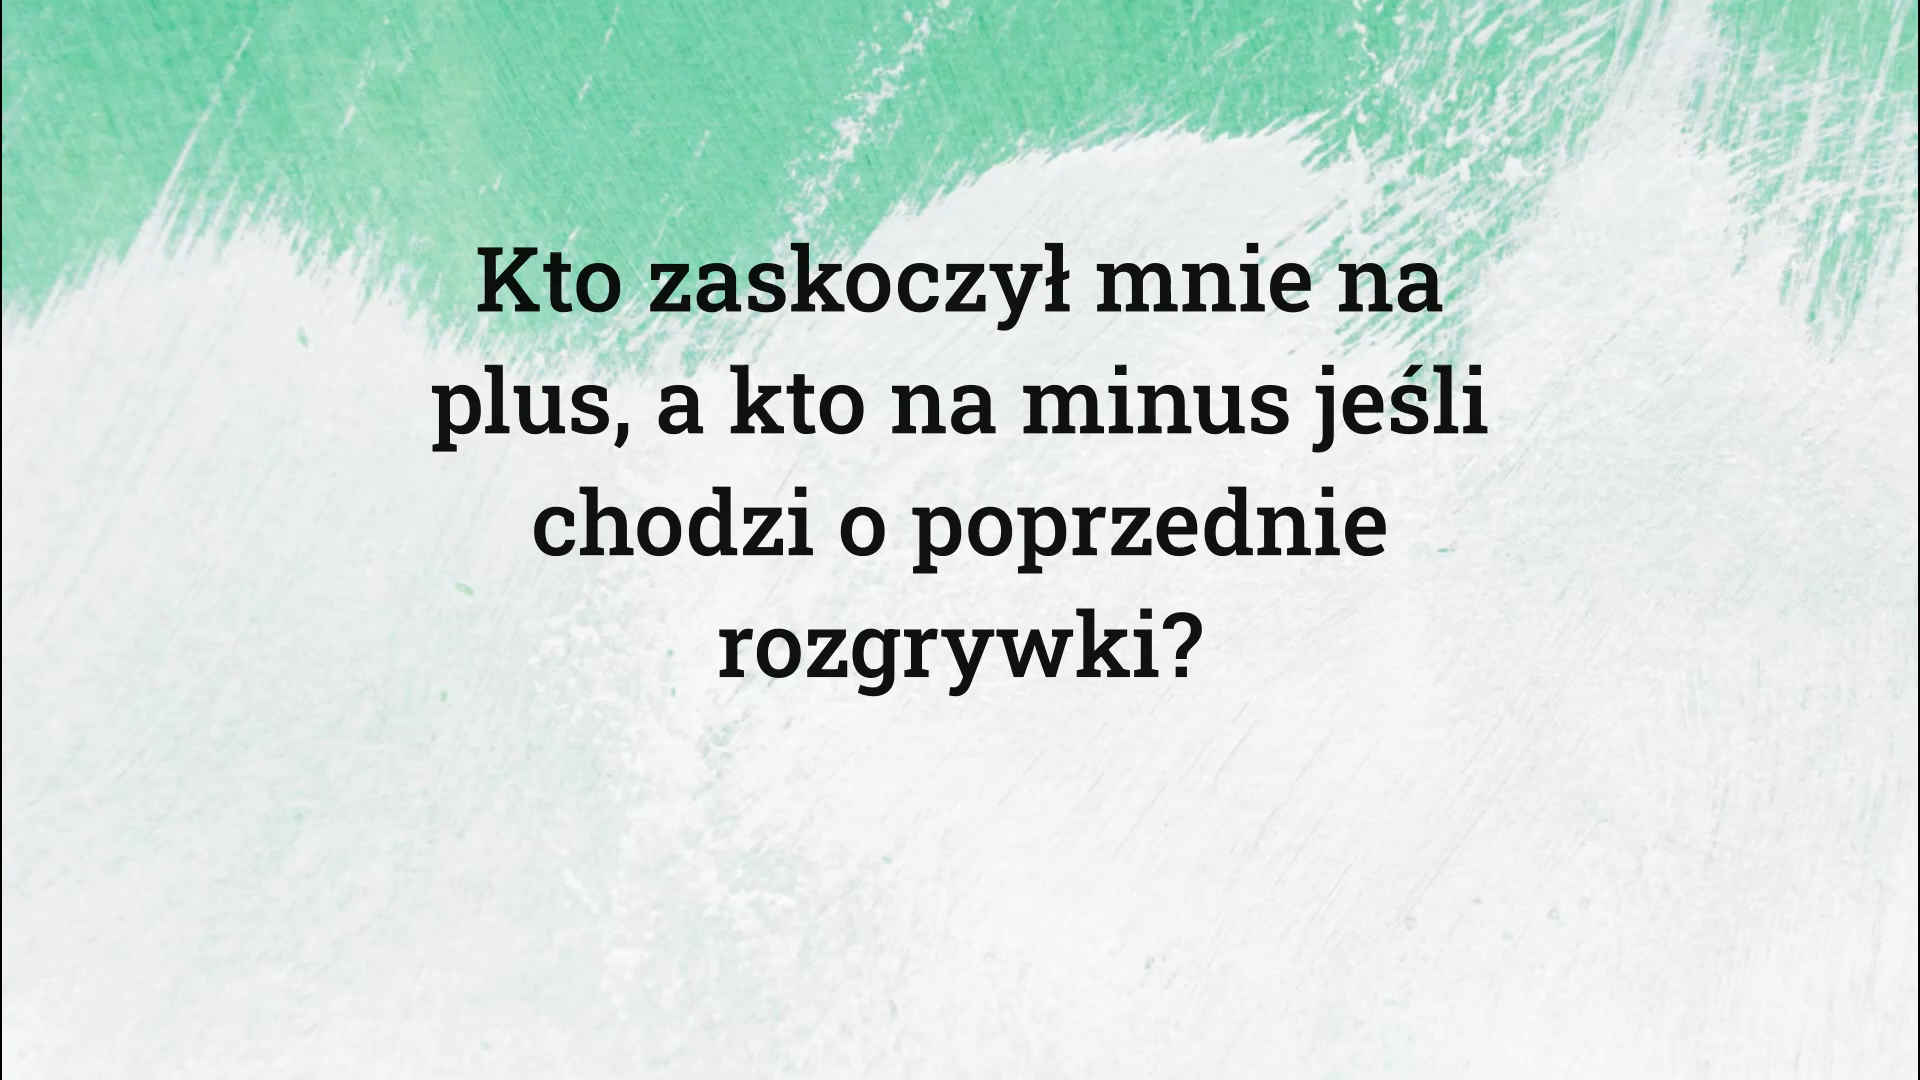 Kto zaskoczył mnie na
plus, a kto na minus jeśli
chodzi o poprzednie
rozgrywki?